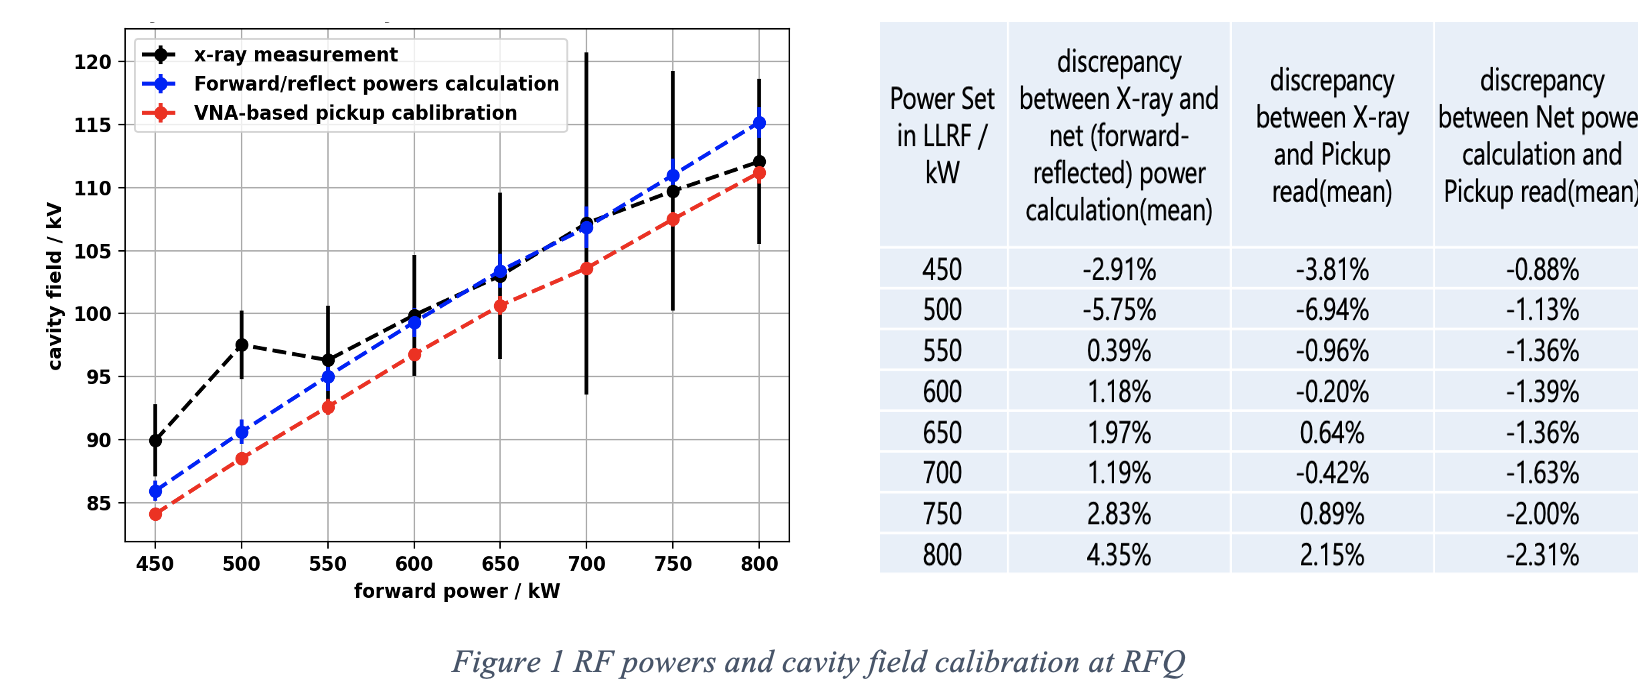 120
115
110
105
100
95
90
85
cavity field / kV
x-ray measurement
Forward/reflect powers calculation
VNA-based pickup cablibration
450 500 550 600 650 700 750 800
forward power / kW
Power Set
in LLRF /
kW
discrepancy
between X-ray and
net (forward-
reflected) power
calculation(mean)
discrepancy
between X-ray
and Pickup
read(mean)
discrepancy
between Net powe
calculation and
Pickup read(mean)
450 -2.91% -3.81% -0.88%
500 -5.75% -6.94% -1.13%
550 0.39% -0.96% -1.36%
600 1.18% -0.20% -1.39%
650 1.97% 0.64% -1.36%
700 1.19% -0.42% -1.63%
750 2.83% 0.89% -2.00%
800 4.35% 2.15% -2.31%
Figure 1 RF powers and cavity field calibration at RFQ